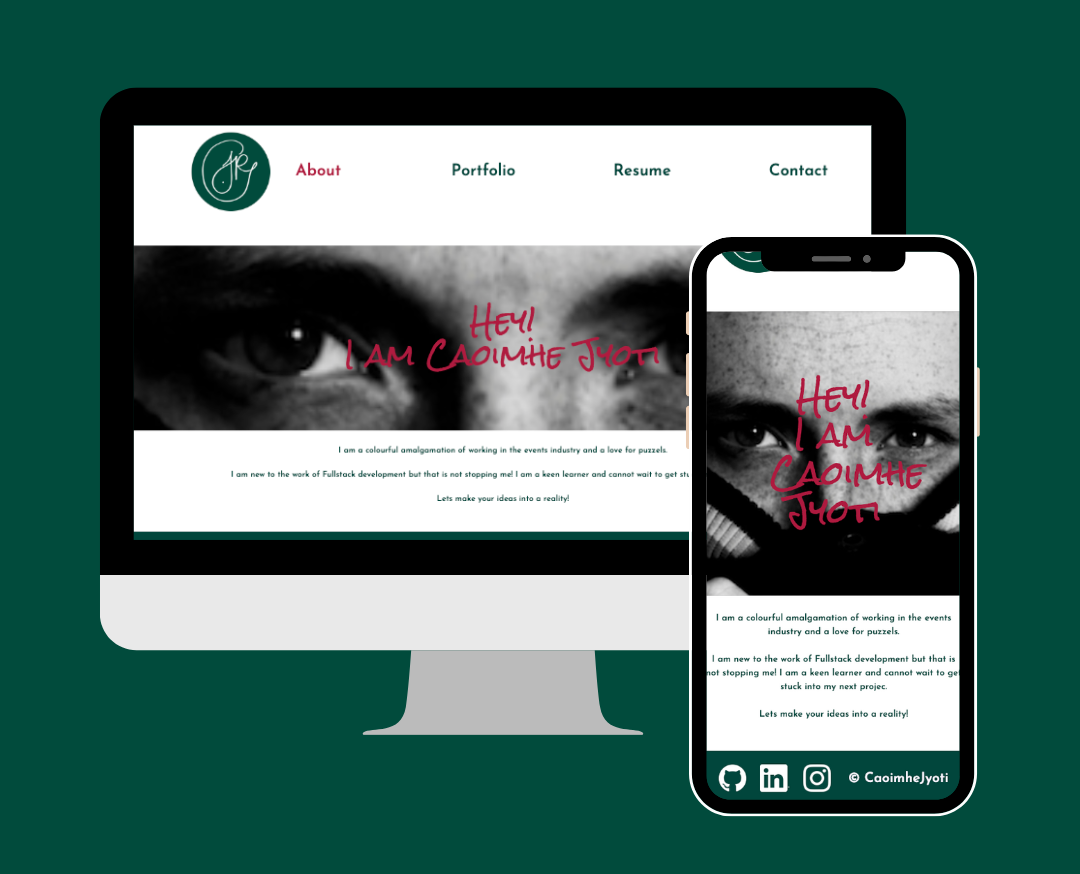 About
Portfolio
Resume
Contact
Hey!
I am Caoimhe Jyoti
I am a colourful amalgamation of working in the events industry and a love for puzzels.
I am new to the work of Fullstack development but that is not stopping me! I am a keen learner and cannot wait to get
Lets make your ideas into a reality!
Hey!
I am
Caoimhe
Jyoti
I am a colourful amalgamation of working in the events
industry and a love for puzzels.
I am new to the work of Fullstack development but that is
not stopping me! I am a keen learner and cannot wait to get
stuck into my next projec.
Lets make your ideas into a reality!
in
© CaoimheJyoti